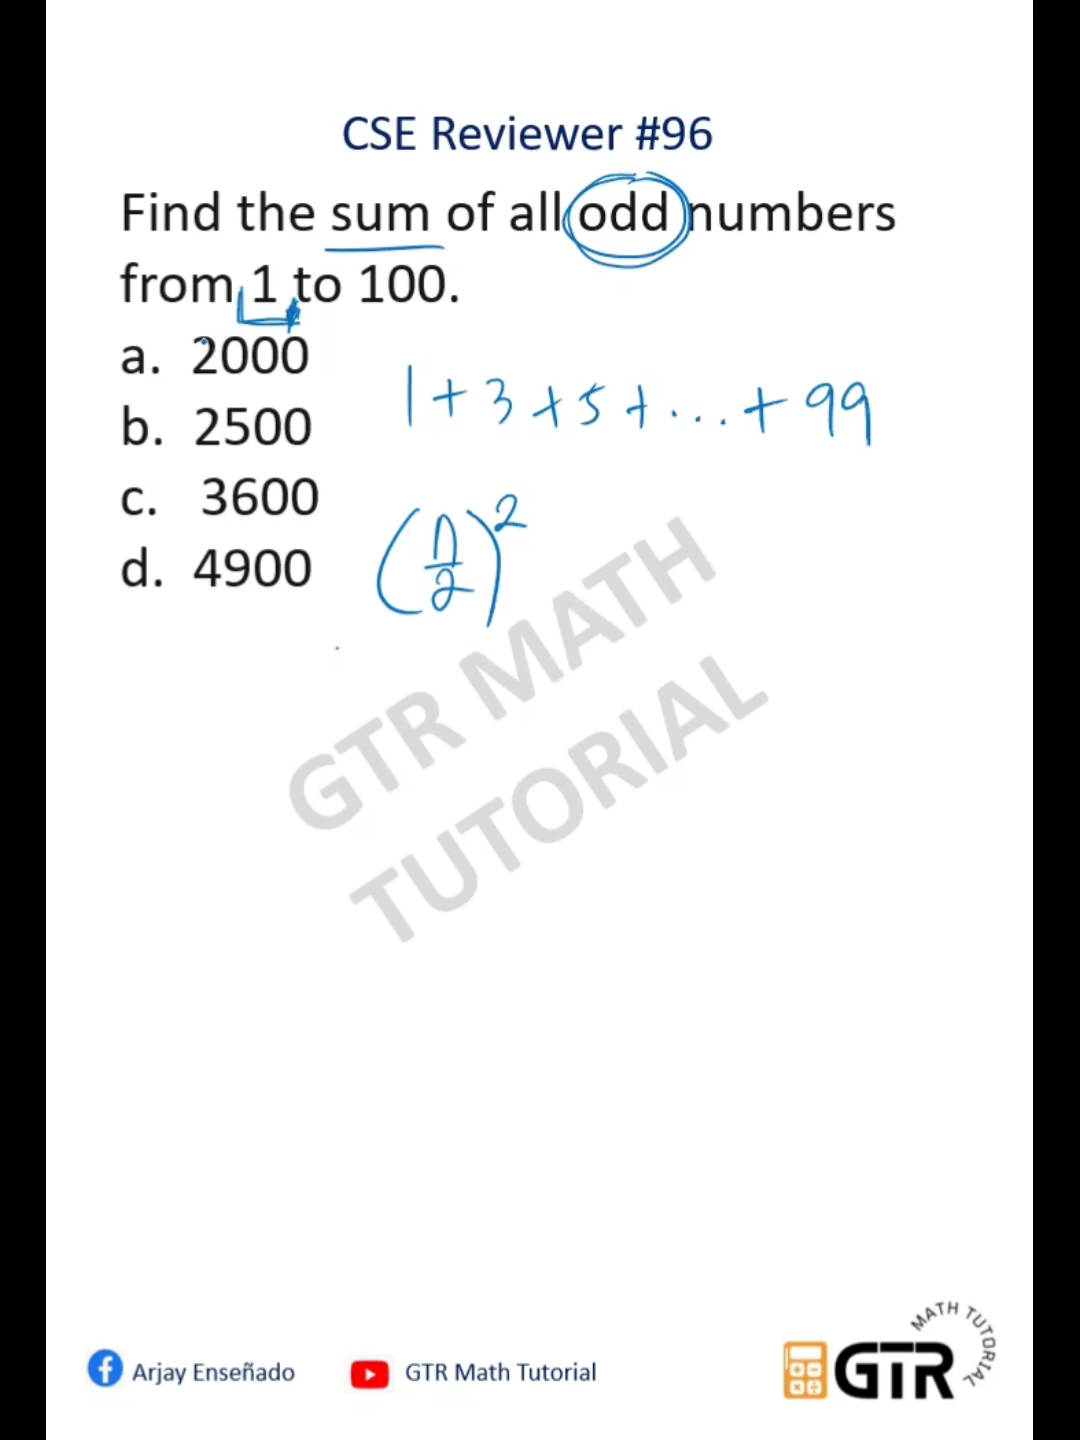 CSE Reviewer #96
Find the sum of all odd numbers
from 1 to 100.
a. 2000
b. 2500
c. 3600
d. 4900
1 + 3 + 5 + ... + 99
(n/2)²
GTR MATH
TUTORIAL
Arjay Enseñado
GTR Math Tutorial
MATH TUTORIAL
GTR